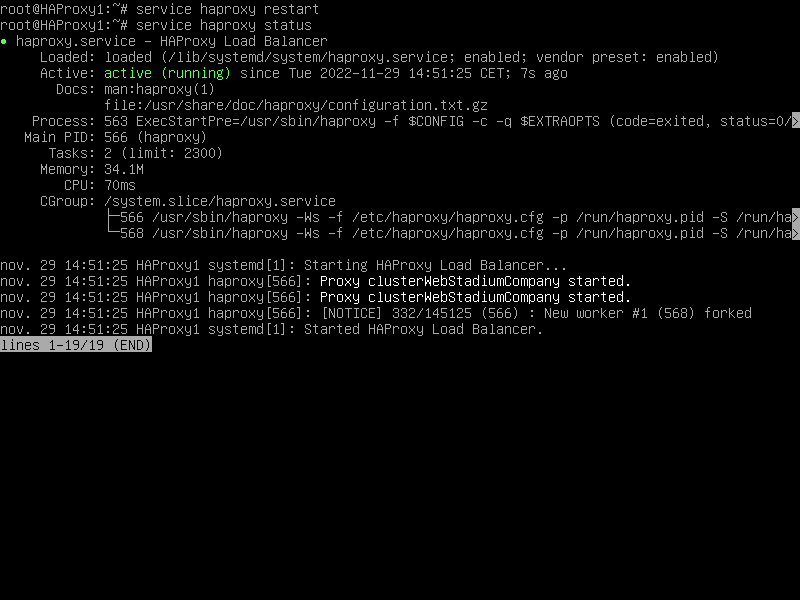 root@HAProxy1:~# service haproxy restart
root@HAProxy1:~# service haproxy status
● haproxy.service - HAProxy Load Balancer
Loaded: loaded (/lib/systemd/system/haproxy.service; enabled; vendor preset: enabled)
Active: active (running) since Tue 2022-11-29 14:51:25 CET; 7s ago
Docs: man:haproxy(1)
file:/usr/share/doc/haproxy/configuration.txt.gz
Process: 563 ExecStartPre=/usr/sbin/haproxy -f $CONFIG -c -q $EXTRAOPTS (code=exited, status=0/>
Main PID: 566 (haproxy)
Tasks: 2 (limit: 2300)
Memory: 34.1M
CPU: 70ms
CGroup: /system.slice/haproxy.service
├─566 /usr/sbin/haproxy -Ws -f /etc/haproxy/haproxy.cfg -p /run/haproxy.pid -S /run/ha>
└─568 /usr/sbin/haproxy -Ws -f /etc/haproxy/haproxy.cfg -p /run/haproxy.pid -S /run/ha>
nov. 29 14:51:25 HAProxy1 systemd[1]: Starting HAProxy Load Balancer...
nov. 29 14:51:25 HAProxy1 haproxy[566]: Proxy clusterWebStadiumCompany started.
nov. 29 14:51:25 HAProxy1 haproxy[566]: Proxy clusterWebStadiumCompany started.
nov. 29 14:51:25 HAProxy1 haproxy[566]: [NOTICE] 332/145125 (566) : New worker #1 (568) forked
nov. 29 14:51:25 HAProxy1 systemd[1]: Started HAProxy Load Balancer.
lines 1-19/19 (END)